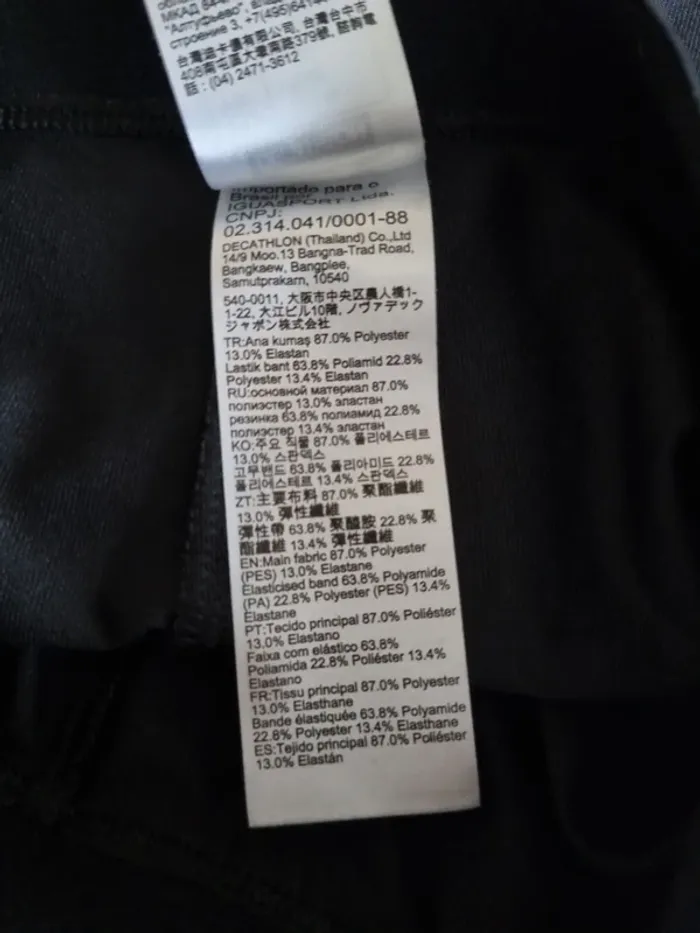 МКАД
"Алтуфьево",
строение 3, +7(495)6414
台灣迪卡儂有限公司, 台灣台中市
408南屯區大墩南路379號, 諮詢電
話 : (04) 2471-3612
para o
Brasil por
IGUASPORT Ltda.
CNPJ:
02.314.041/0001-88
DECATHLON (Thailand) Co.,Ltd
14/9 Moo.13 Bangna-Trad Road,
Bangkaew, Bangplee,
Samutprakarn, 10540
540-0011, 大阪市中央区農人橋1-
1-22, 大江ビル10階, ノヴァデック
ジャポン株式会社
TR:Ana kumaş 87.0% Polyester
13.0% Elastan
Lastik bant 63.8% Poliamid 22.8%
Polyester 13.4% Elastan
RU:основной материал 87.0%
полиэстер 13.0% эластан
резинка 63.8% полиамид 22.8%
полиэстер 13.4% эластан
KO:주요 직물 87.0% 폴리에스테르
13.0% 스판덱스
고무밴드 63.8% 폴리아미드 22.8%
폴리에스테르 13.4% 스판덱스
ZT:主要布料 87.0% 聚酯纖維
13.0% 彈性纖維
彈性帶 63.8% 聚醯胺 22.8% 聚
酯纖維 13.4% 彈性纖維
EN:Main fabric 87.0% Polyester
(PES) 13.0% Elastane
Elasticised band 63.8% Polyamide
(PA) 22.8% Polyester (PES) 13.4%
Elastane
PT:Tecido principal 87.0% Poliéster
13.0% Elastano
Faixa com elástico 63.8%
Poliamida 22.8% Poliéster 13.4%
Elastano
FR:Tissu principal 87.0% Polyester
13.0% Elasthane
Bande élastiquée 63.8% Polyamide
22.8% Polyester 13.4% Elasthane
ES:Tejido principal 87.0% Poliéster
13.0% Elastán